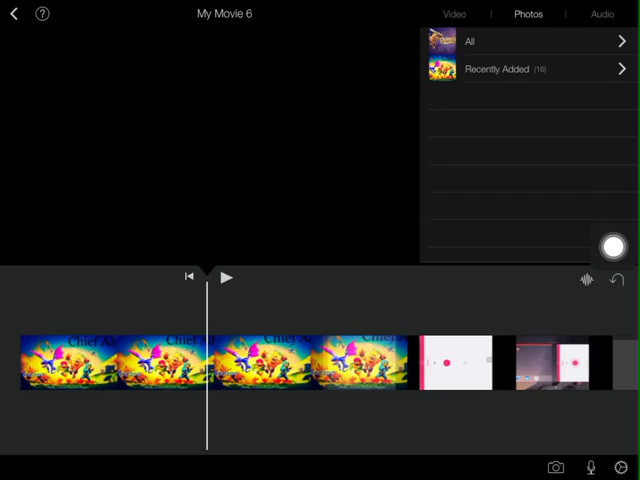 My Movie 6
Video
Photos
Audio
All
Recently Added (16)
Chief A
Chief A
Chief A
Chief A